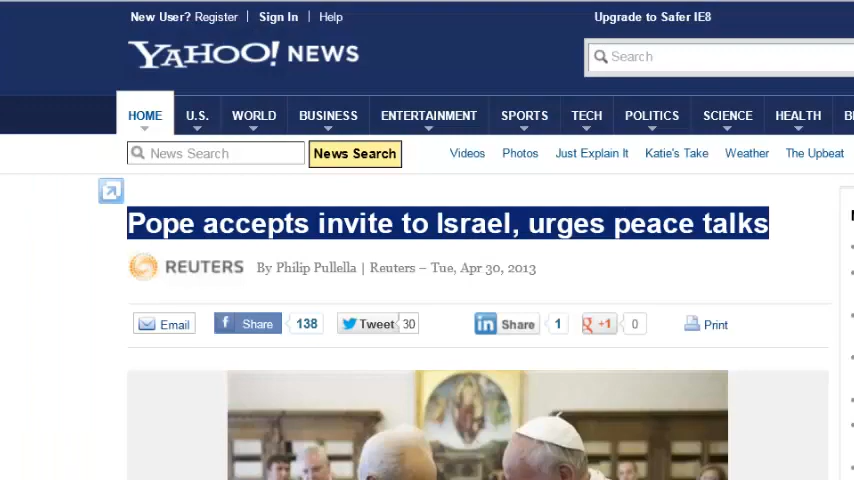 New User? Register | Sign In | Help
Upgrade to Safer IE8
YAHOO! NEWS
Search
HOME U.S. WORLD BUSINESS ENTERTAINMENT SPORTS TECH POLITICS SCIENCE HEALTH
News Search News Search Videos Photos Just Explain It Katie's Take Weather The Upbeat
Pope accepts invite to Israel, urges peace talks
REUTERS By Philip Pullella | Reuters – Tue, Apr 30, 2013
Email f Share 138 Tweet 30 in Share 1 g +1 0 Print